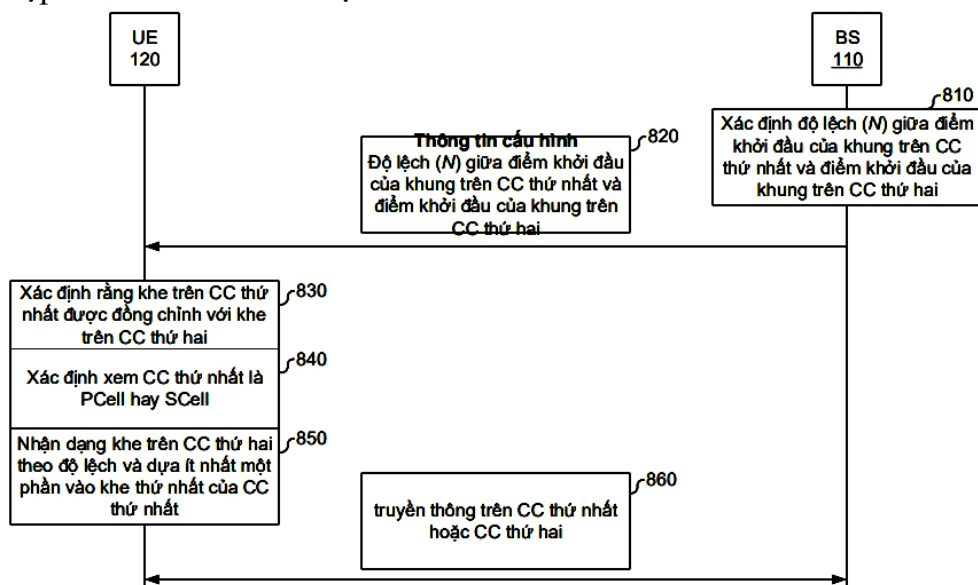 UE
120
BS
110
810
Xác định độ lệch (N) giữa điểm
khởi đầu của khung trên CC
thứ nhất và điểm khởi đầu của
khung trên CC thứ hai
820
Thông tin cấu hình
Độ lệch (N) giữa điểm khởi đầu
của khung trên CC thứ nhất và
điểm khởi đầu của khung trên
CC thứ hai
830
Xác định rằng khe trên CC thứ
nhất được đồng chỉnh với khe
trên CC thứ hai
840
Xác định xem CC thứ nhất là
PCell hay SCell
850
Nhận dạng khe trên CC thứ hai
theo độ lệch và dựa ít nhất một
phần vào khe thứ nhất của CC
thứ nhất
860
truyền thông trên CC thứ nhất
hoặc CC thứ hai